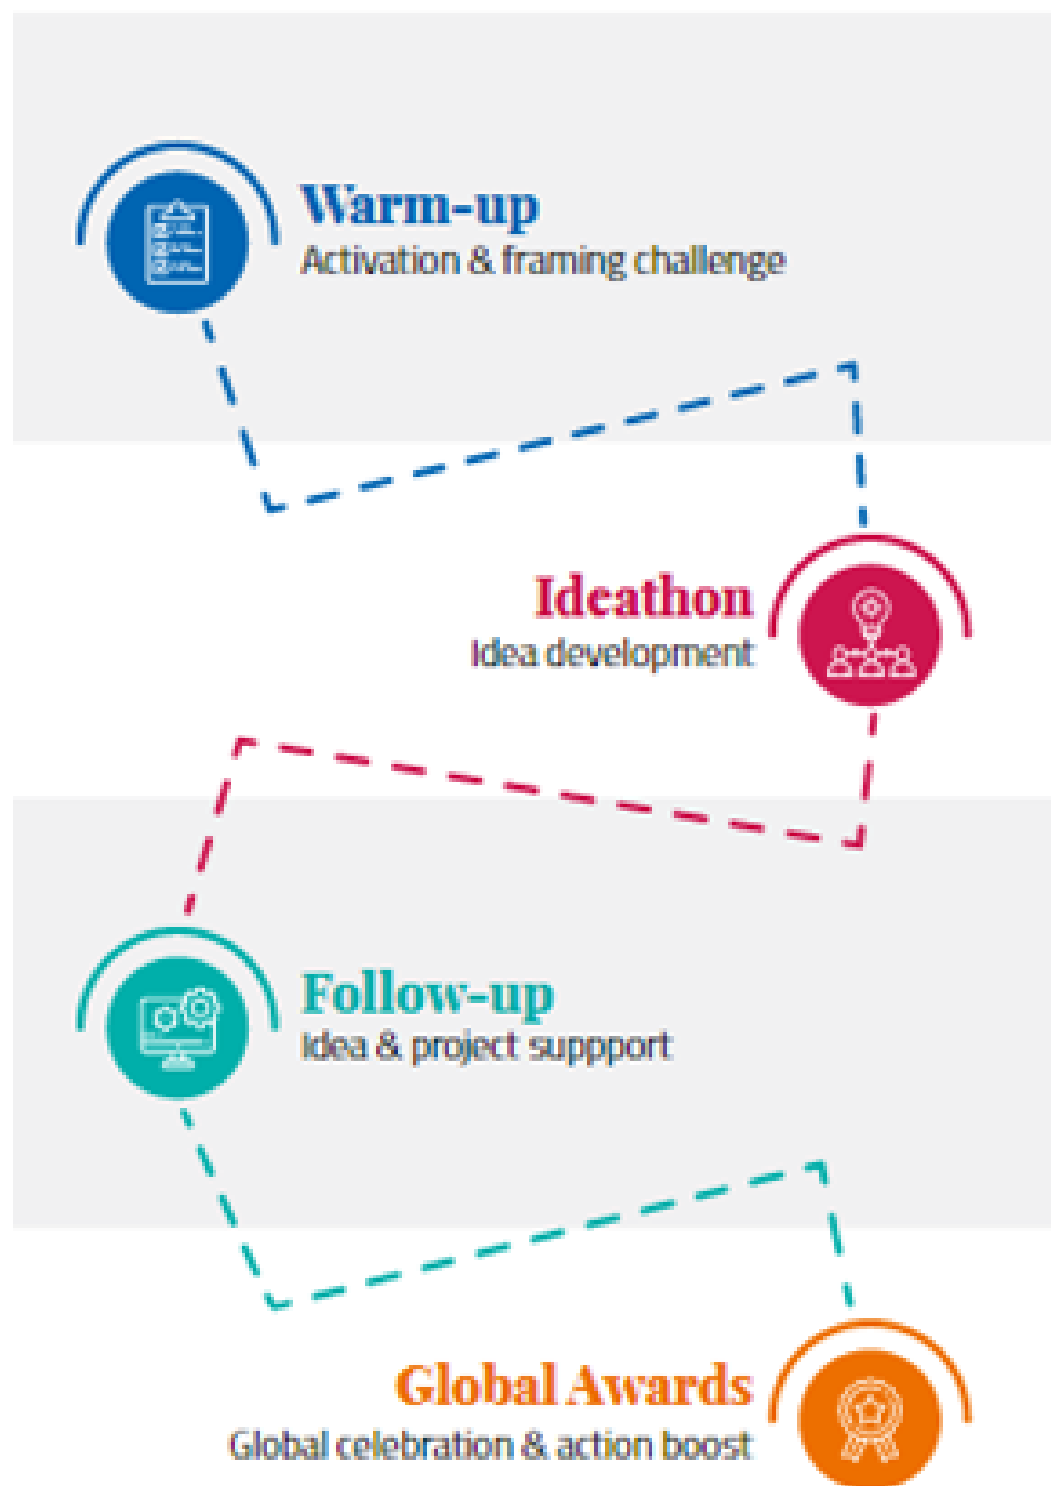 Warm-up
Activation & framing challenge
Ideathon
Idea development
Follow-up
Idea & project suppport
Global Awards
Global celebration & action boost